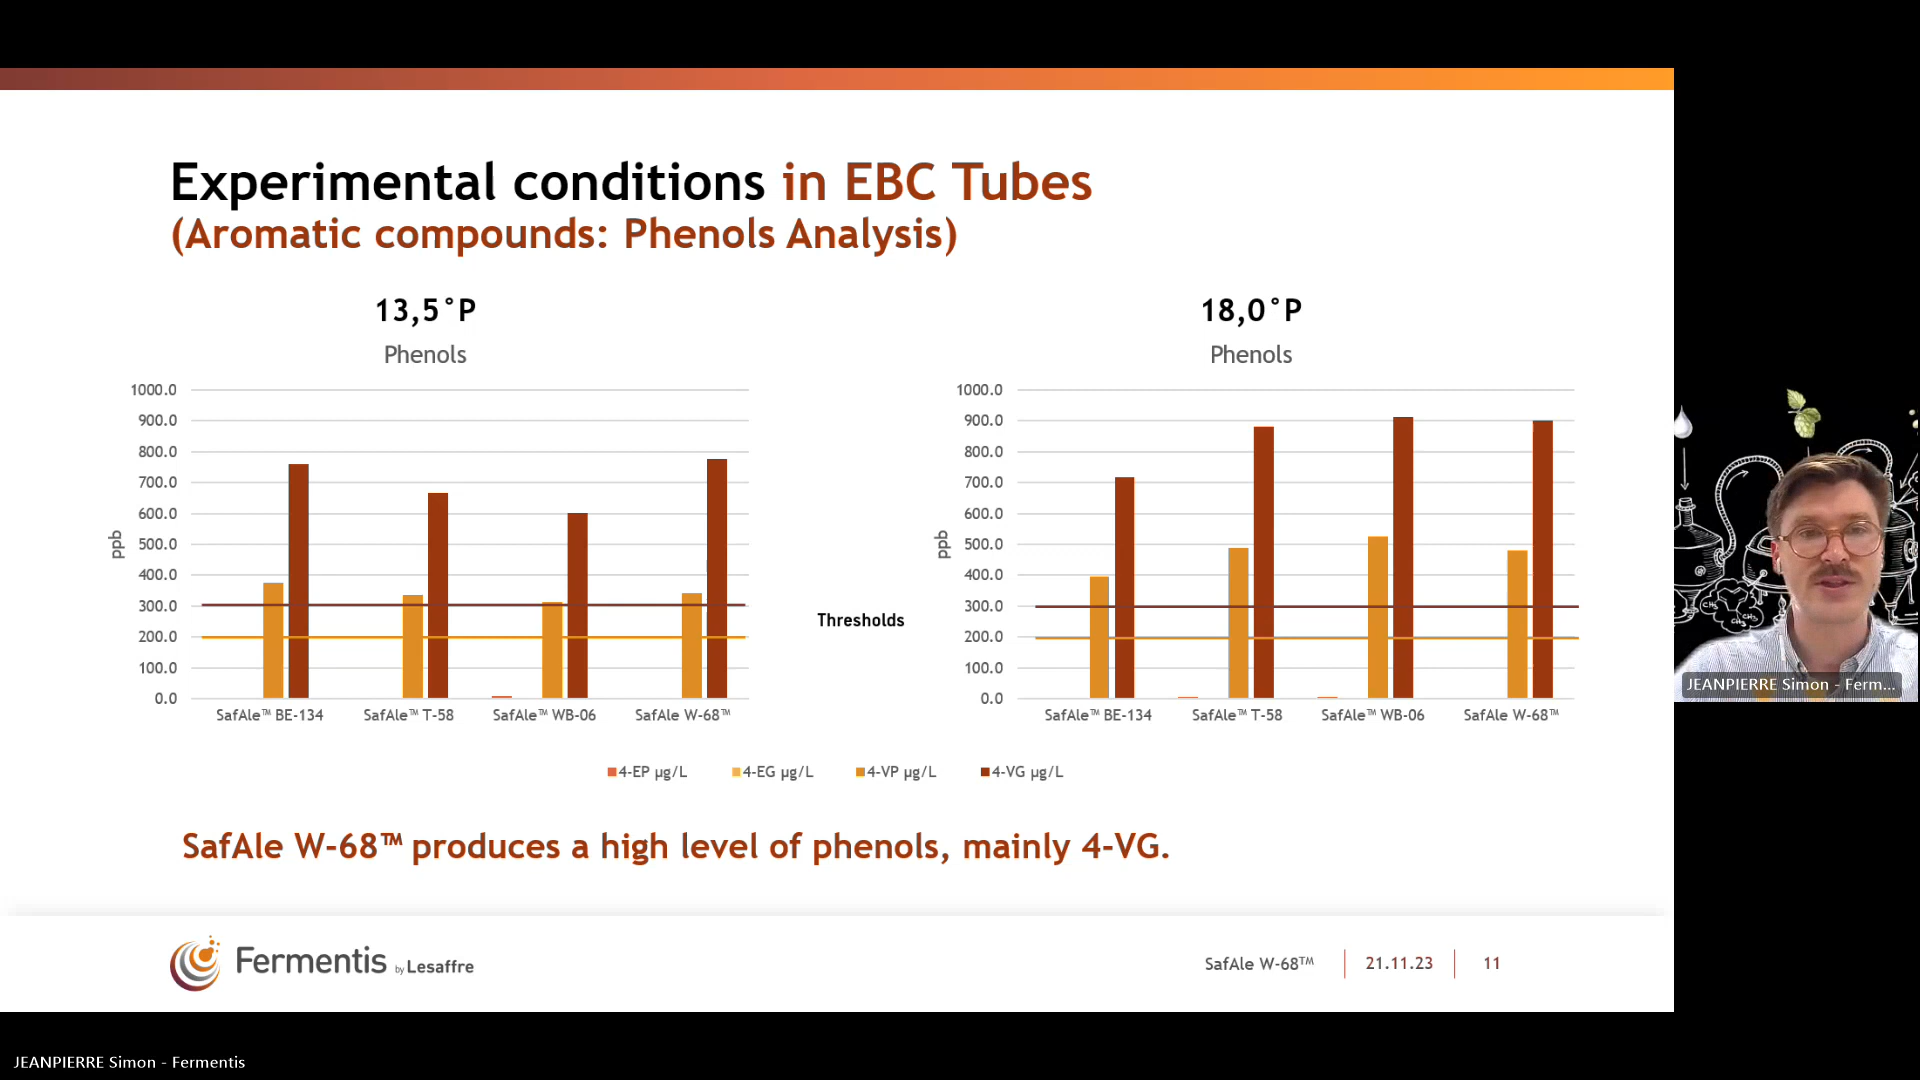 Experimental conditions in EBC Tubes
(Aromatic compounds: Phenols Analysis)
13,5°P
Phenols
1000.0
900.0
800.0
700.0
600.0
500.0
400.0
300.0
200.0
100.0
0.0
ppb
SafAle™ BE-134
SafAle™ T-58
SafAle™ WB-06
SafAle W-68™
Thresholds
18,0°P
Phenols
1000.0
900.0
800.0
700.0
600.0
500.0
400.0
300.0
200.0
100.0
0.0
ppb
SafAle™ BE-134
SafAle™ T-58
SafAle™ WB-06
SafAle W-68™
4-EP µg/L
4-EG µg/L
4-VP µg/L
4-VG µg/L
SafAle W-68™ produces a high level of phenols, mainly 4-VG.
Fermentis by Lesaffre
SafAle W-68™
21.11.23
11
CH₃
CH₃
CH₃
JEANPIERRE Simon - Ferm...
JEANPIERRE Simon - Fermentis